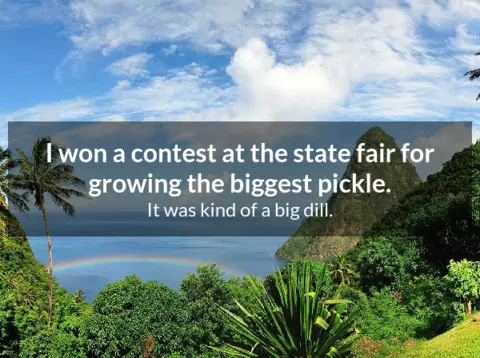 I won a contest at the state fair for
growing the biggest pickle.
It was kind of a big dill.